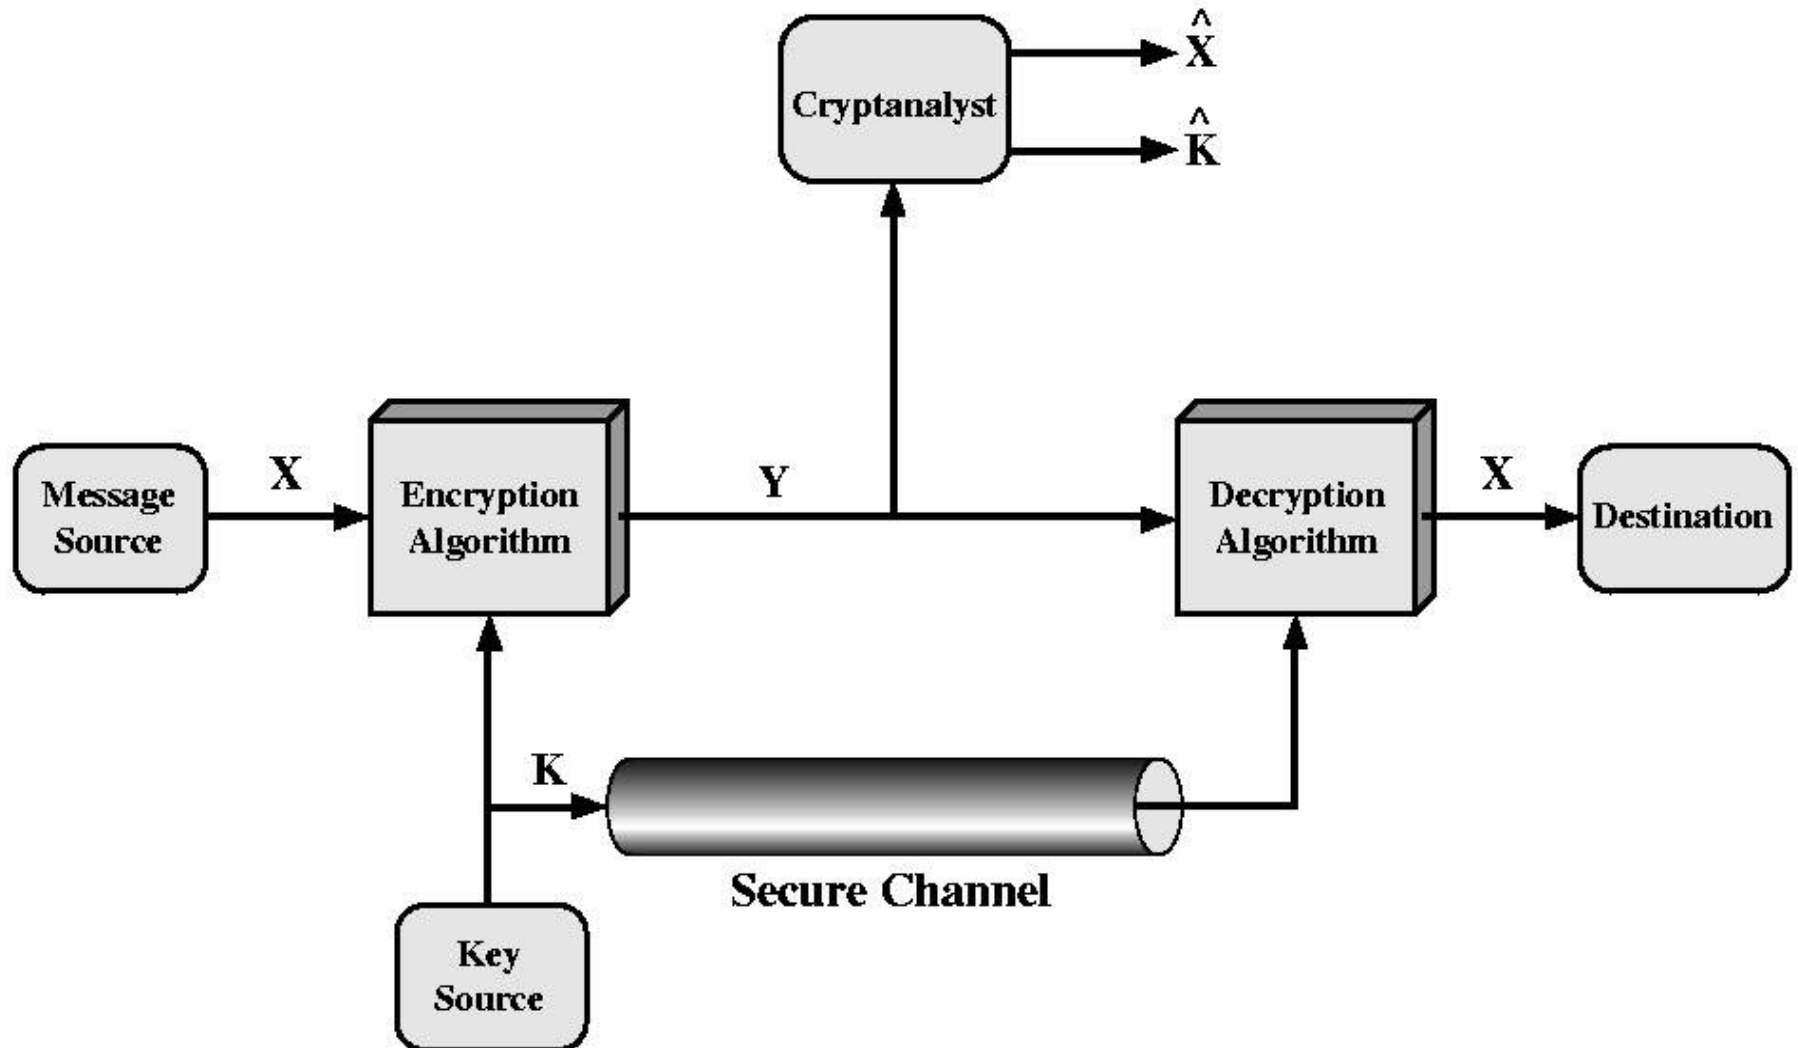 X̂
Cryptanalyst
K̂
Message
Source
X
Encryption
Algorithm
Y
Decryption
Algorithm
X
Destination
K
Secure Channel
Key
Source